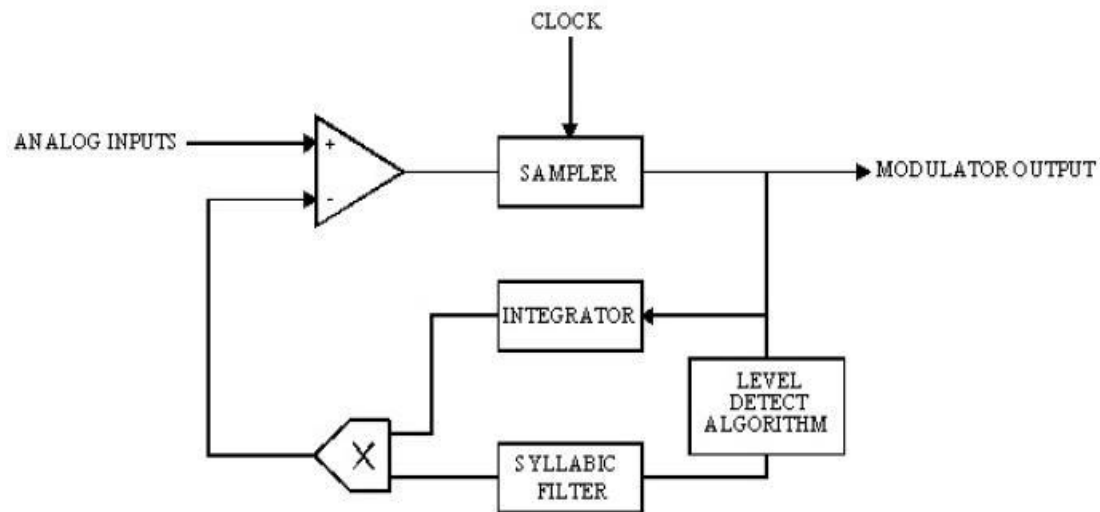 CLOCK
ANALOG INPUTS
+
SAMPLER
MODULATOR OUTPUT
-
INTEGRATOR
LEVEL
DETECT
ALGORITHM
X
SYLLABIC
FILTER